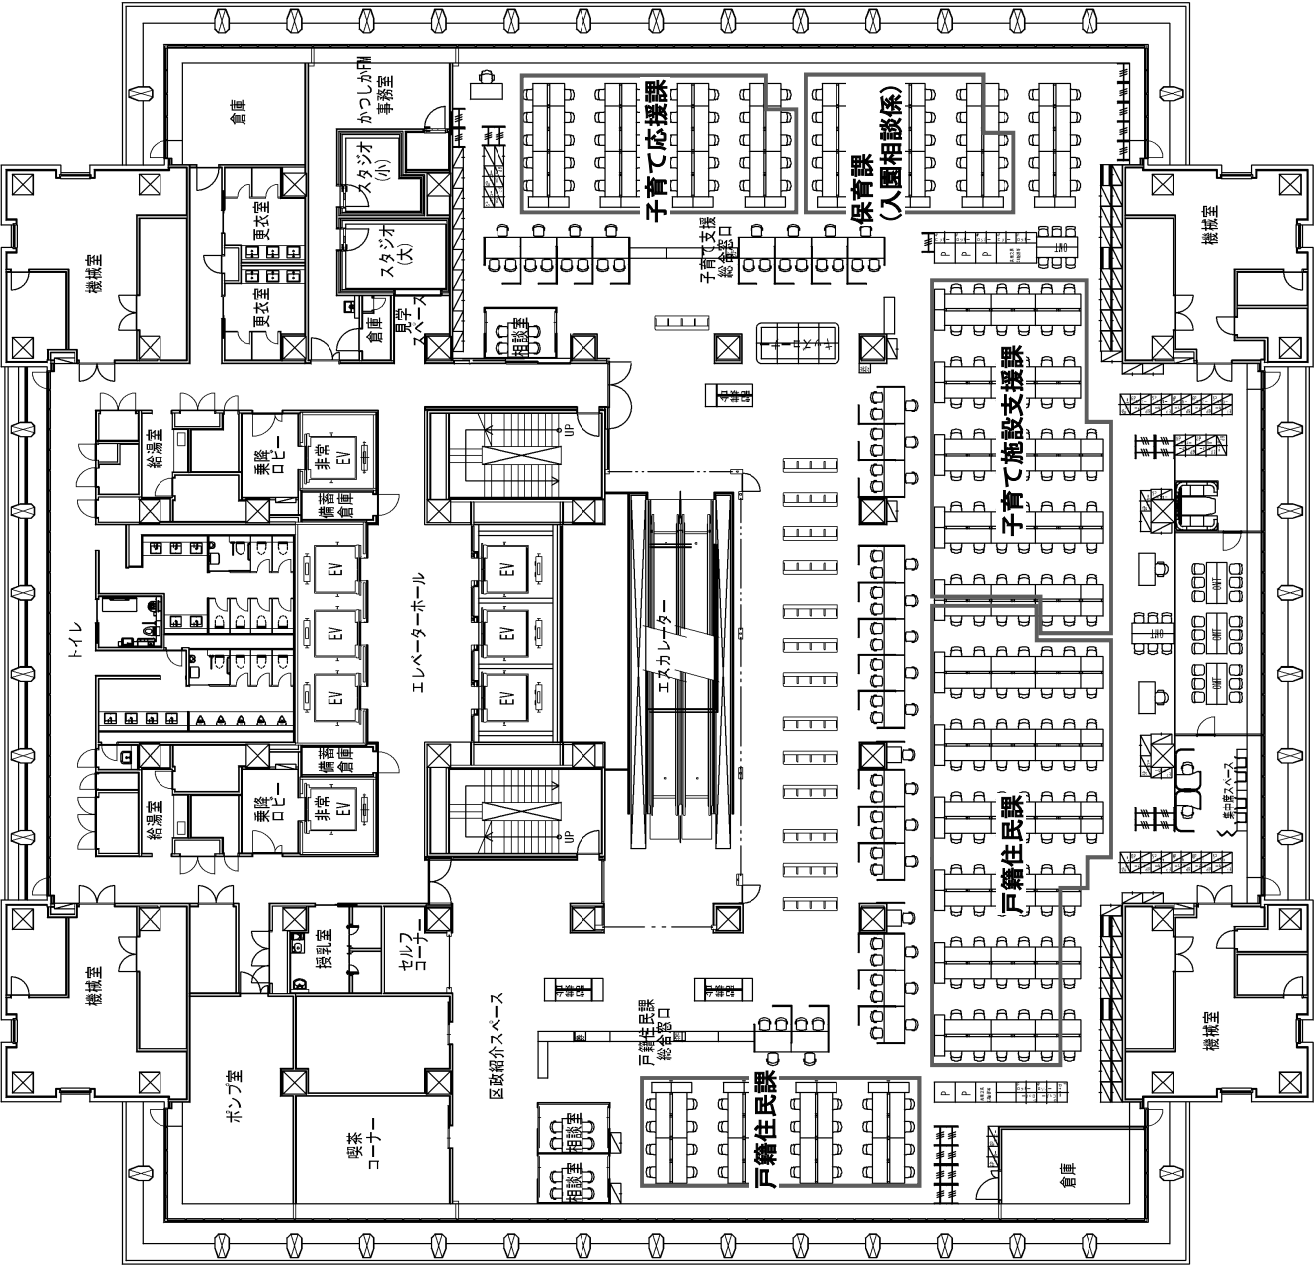 倉庫
かつしかFM
事務室
スタジオ
(小)
スタジオ
(大)
更衣室
更衣室
倉庫
見学
スペース
機械室
子育て応援課
保育課
(入園相談係)
子育て支援
総合窓口
相談室
キッズコーナー
P
P
P
機械室
給湯室
乗降
ロビー
非常
EV
備蓄
倉庫
UP
トイレ
EV
EV
EV
エレベーターホール
EV
EV
EV
エスカレーター
子育て施設支援課
備蓄
倉庫
給湯室
乗降
ロビー
非常
EV
UP
戸籍住民課
集中席スペース
機械室
授乳室
セルフ
コーナー
区政紹介スペース
戸籍住民課
総合窓口
ポンプ室
喫茶
コーナー
相談室
相談室
戸籍住民課
P
P
機械室
倉庫